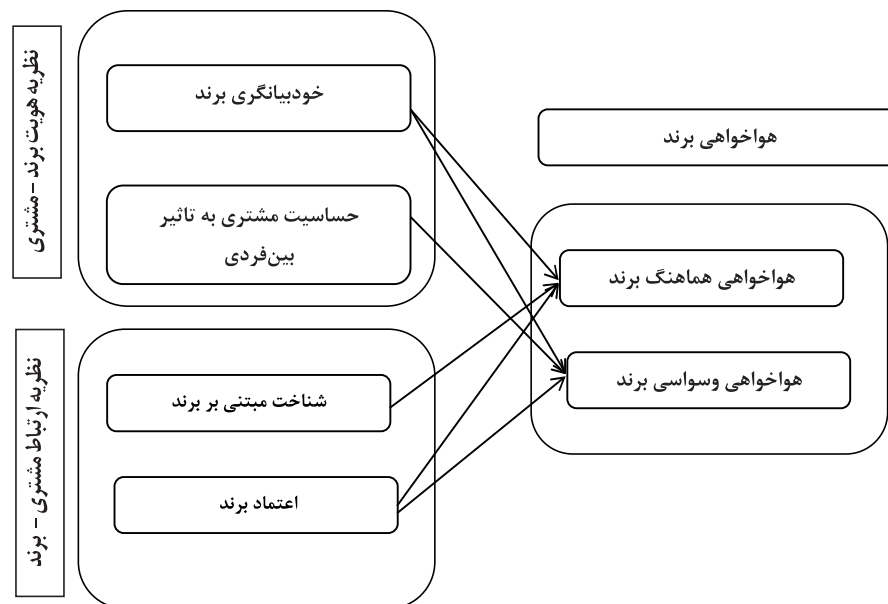 نظریه هویت برند -مشتری
خودبیانگری برند
حساسیت مشتری به تاثیر
بین‌فردی
نظریه ارتباط مشتری – برند
شناخت مبتنی بر برند
اعتماد برند
هواخواهی برند
هواخواهی هماهنگ برند
هواخواهی وسواسی برند